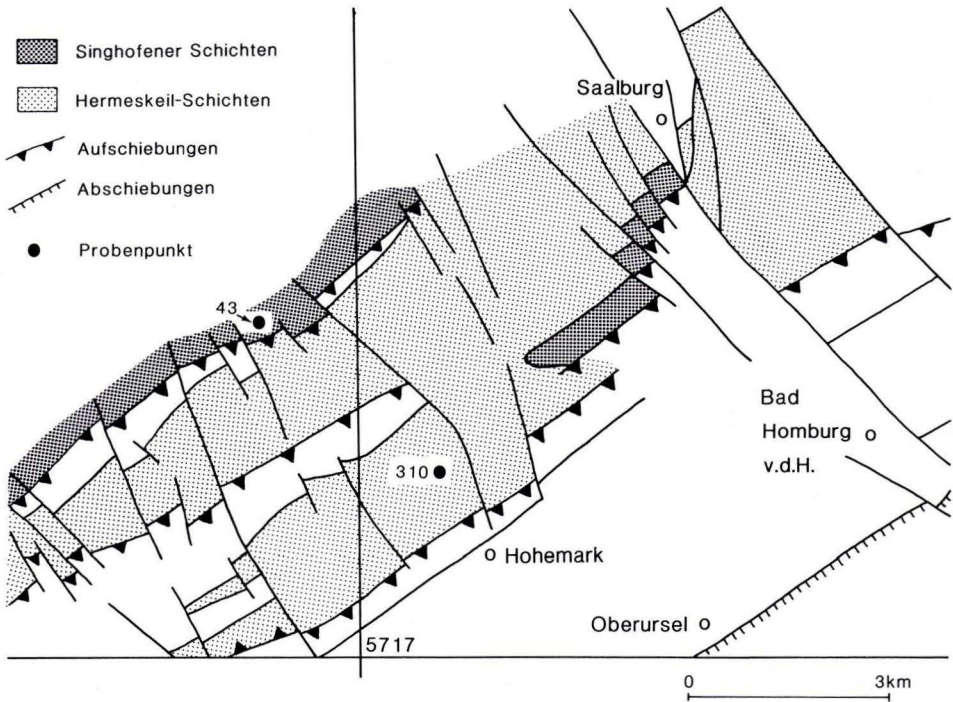 Singhofener Schichten
Hermeskeil-Schichten
Aufschiebungen
Abschiebungen
Probenpunkt
Saalburg
43
Bad
Homburg
v.d.H.
310
Hohemark
Oberursel
5717
0 3km